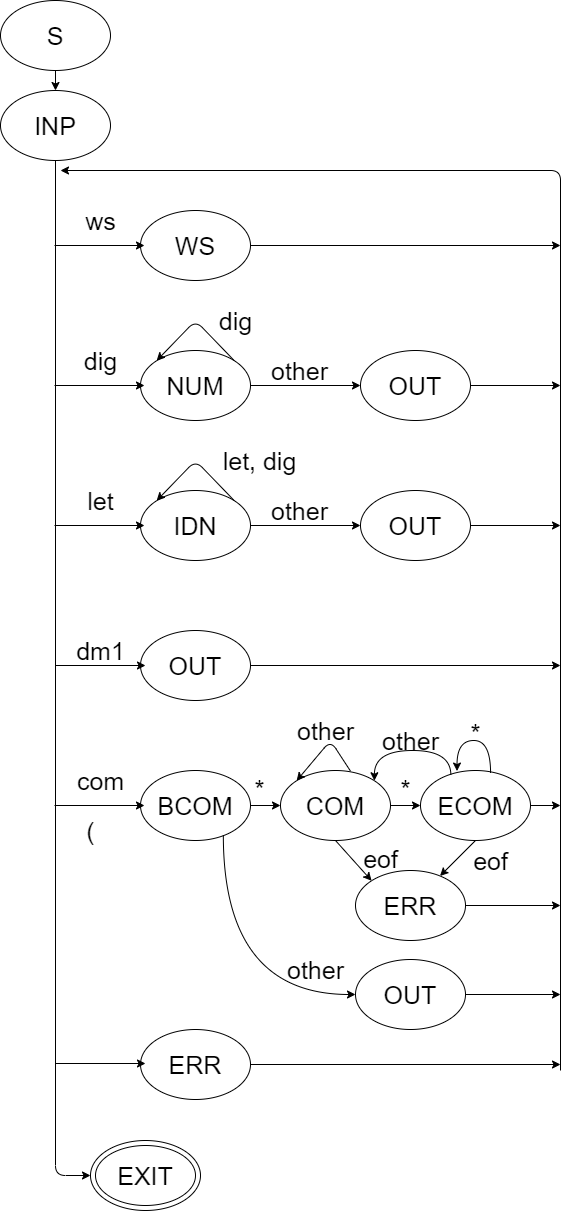 S
INP
ws
WS
dig
dig
NUM
other
OUT
let, dig
let
IDN
other
OUT
dm1
OUT
other
other
*
com
(
BCOM
*
COM
*
ECOM
eof
eof
ERR
other
OUT
ERR
EXIT